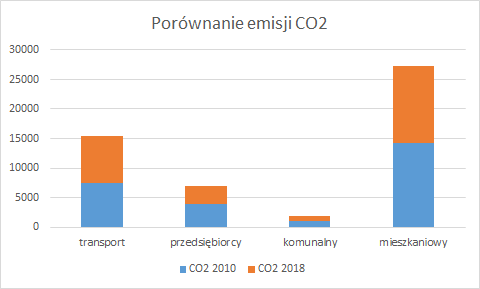 Porównanie emisji CO2
30000
25000
20000
15000
10000
5000
0
transport przedsiębiorcy komunalny mieszkaniowy
CO2 2010 CO2 2018